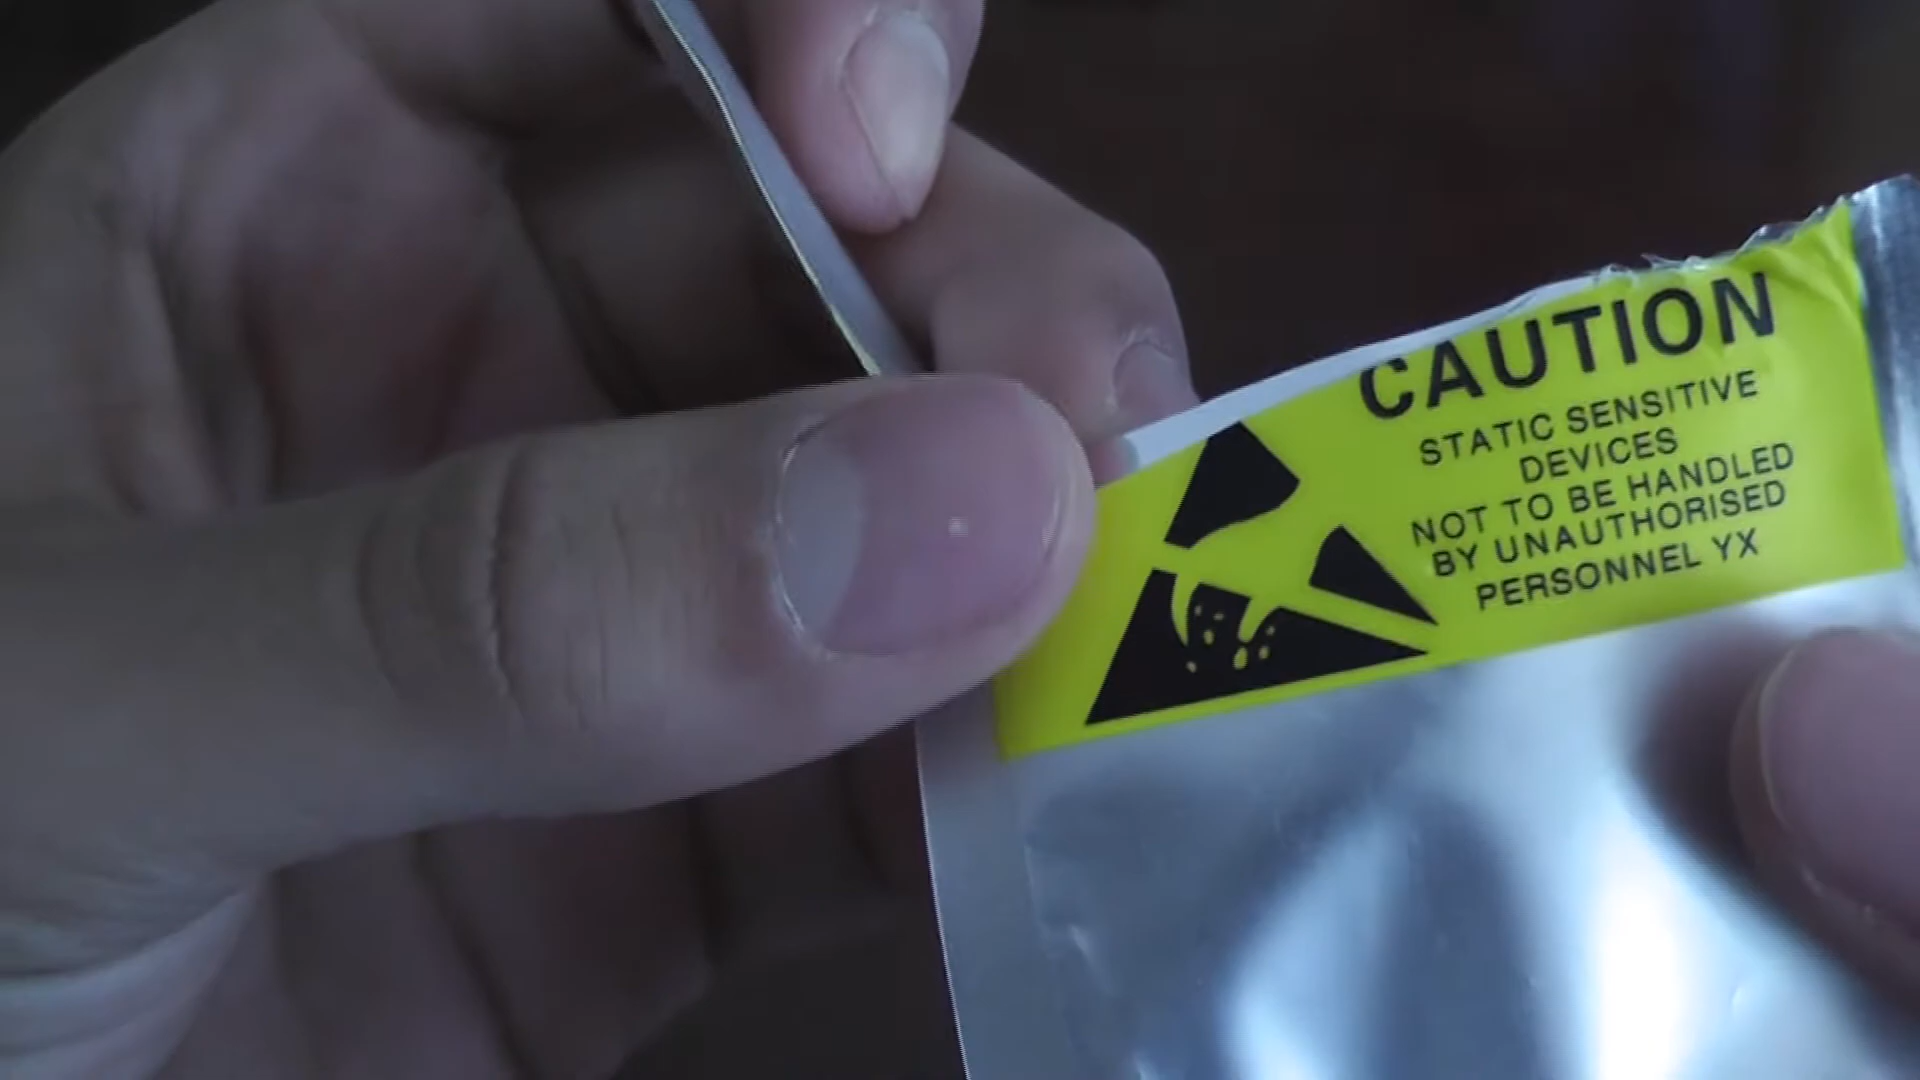 CAUTION
STATIC SENSITIVE
DEVICES
NOT TO BE HANDLED
BY UNAUTHORISED
PERSONNEL YX